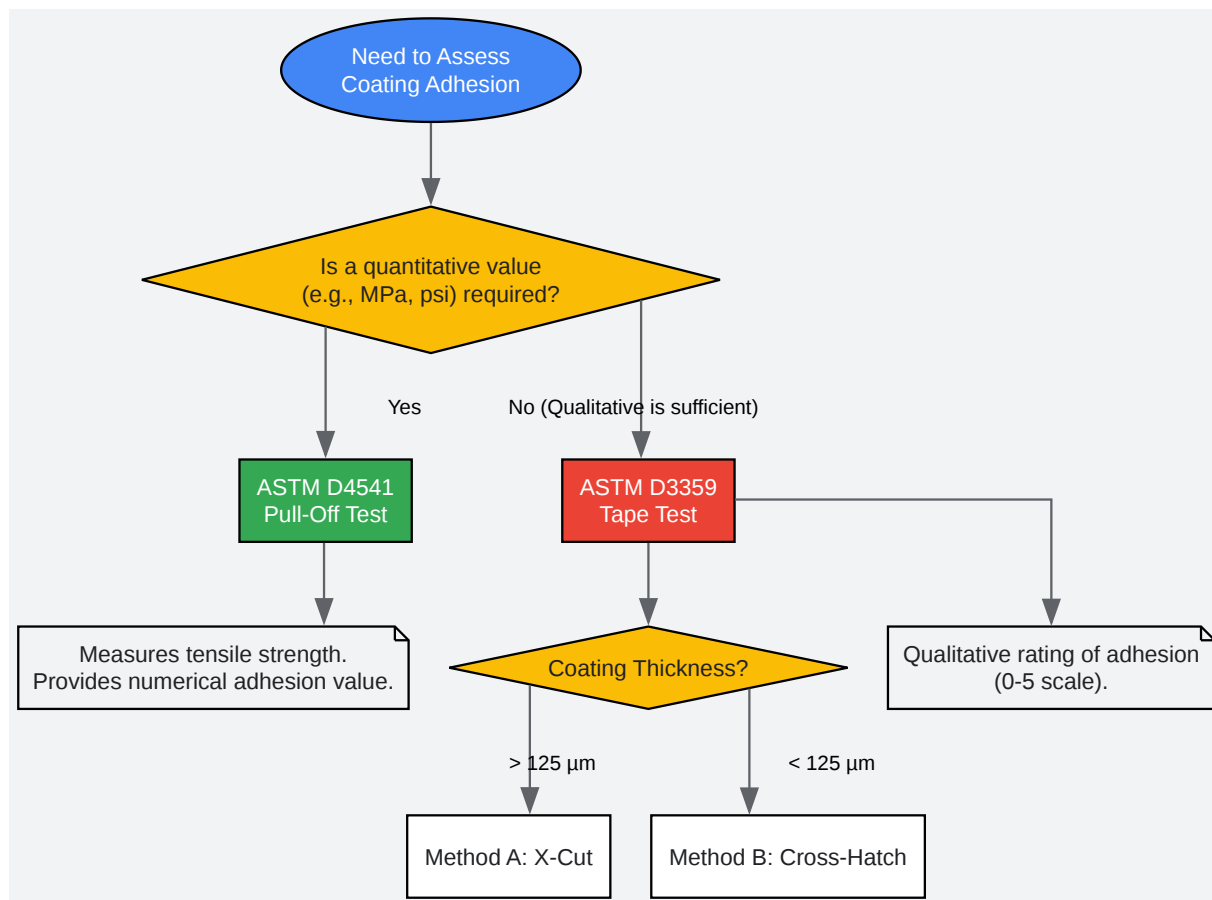 Need to Assess
Coating Adhesion
Is a quantitative value
(e.g., MPa, psi) required?
Yes
No (Qualitative is sufficient)
ASTM D4541
Pull-Off Test
ASTM D3359
Tape Test
Measures tensile strength.
Provides numerical adhesion value.
Coating Thickness?
Qualitative rating of adhesion
(0-5 scale).
> 125 µm
< 125 µm
Method A: X-Cut
Method B: Cross-Hatch